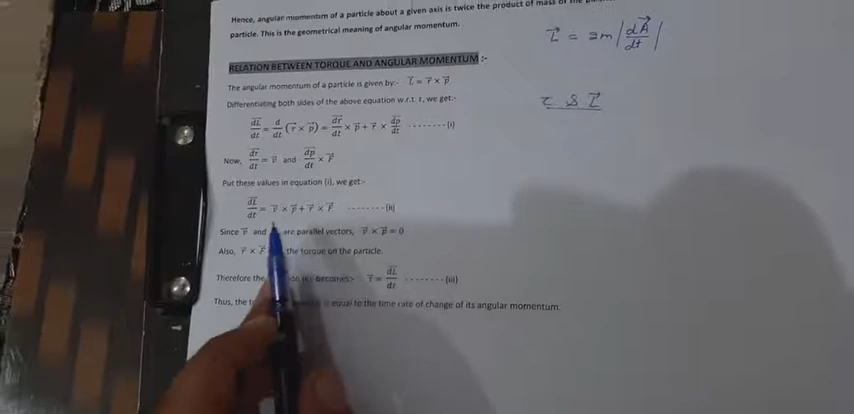 Hence, angular momentum of a particle about a given axis is twice the product of mass of the
particle. This is the geometrical meaning of angular momentum.
L⃗ = 2m |dA⃗/dt|
RELATION BETWEEN TORQUE AND ANGULAR MOMENTUM :-
The angular momentum of a particle is given by:- L⃗ = r⃗ × p⃗
τ & L⃗
Differentiating both sides of the above equation w.r.t. t, we get:-
dL⃗/dt = d/dt (r⃗ × p⃗) = dr⃗/dt × p⃗ + r⃗ × dp⃗/dt --------(i)
Now, dr⃗/dt = v⃗ and dp⃗/dt × F⃗
Put these values in equation (i), we get:-
dL⃗/dt = v⃗ × p⃗ + r⃗ × F⃗ --------(ii)
Since v⃗ and are parallel vectors, v⃗ × p⃗ = 0
Also, r⃗ × F⃗ the torque on the particle.
Therefore the becomes:- τ⃗ = dL⃗/dt --------(iii)
Thus, the is equal to the time rate of change of its angular momentum.